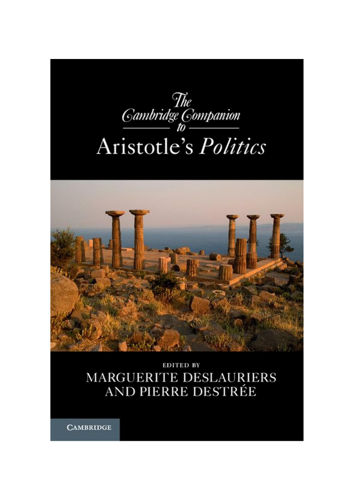 The
Cambridge Companion
to
Aristotle's Politics
EDITED BY
MARGUERITE DESLAURIERS
AND PIERRE DESTRÉE
CAMBRIDGE